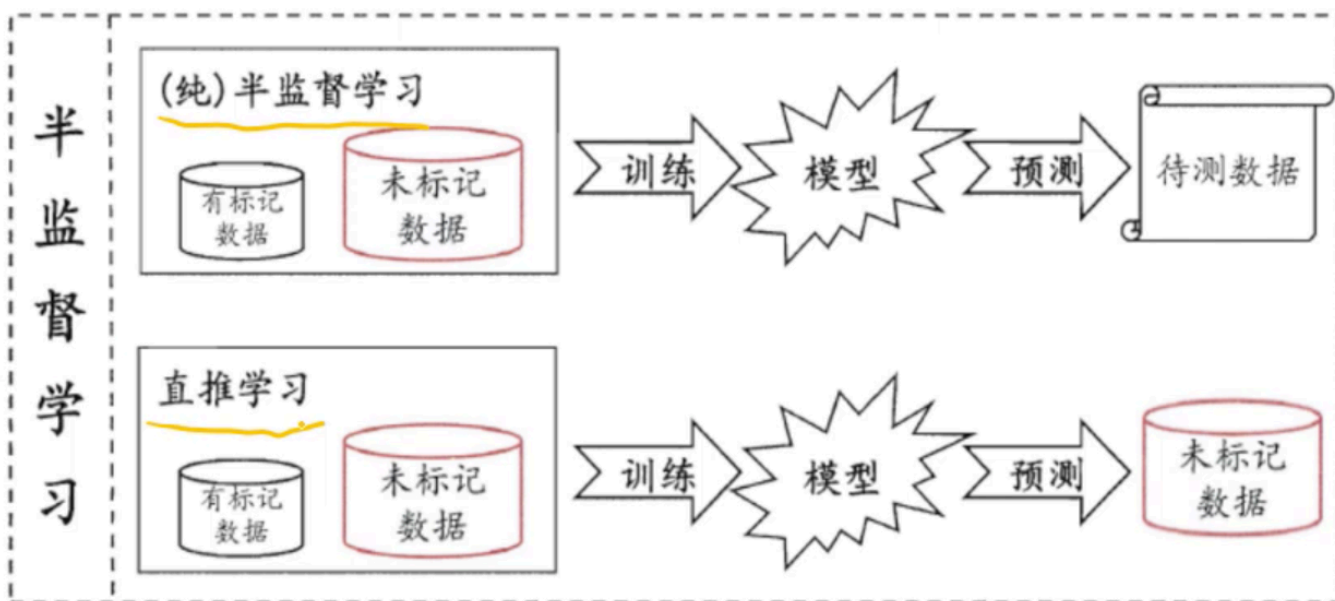 半监督学习
(纯)半监督学习
有标记
数据
未标记
数据
训练
模型
预测
待测数据
直推学习
有标记
数据
未标记
数据
训练
模型
预测
未标记
数据